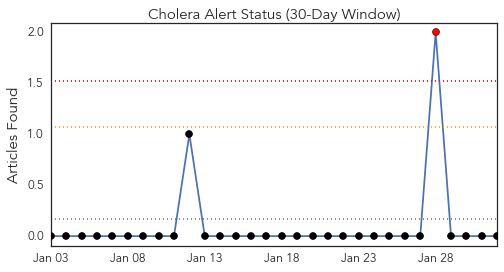 Cholera Alert Status (30-Day Window)
Articles Found
2.0
1.5
1.0
0.5
0.0
Jan 03 Jan 08 Jan 13 Jan 18 Jan 23 Jan 28